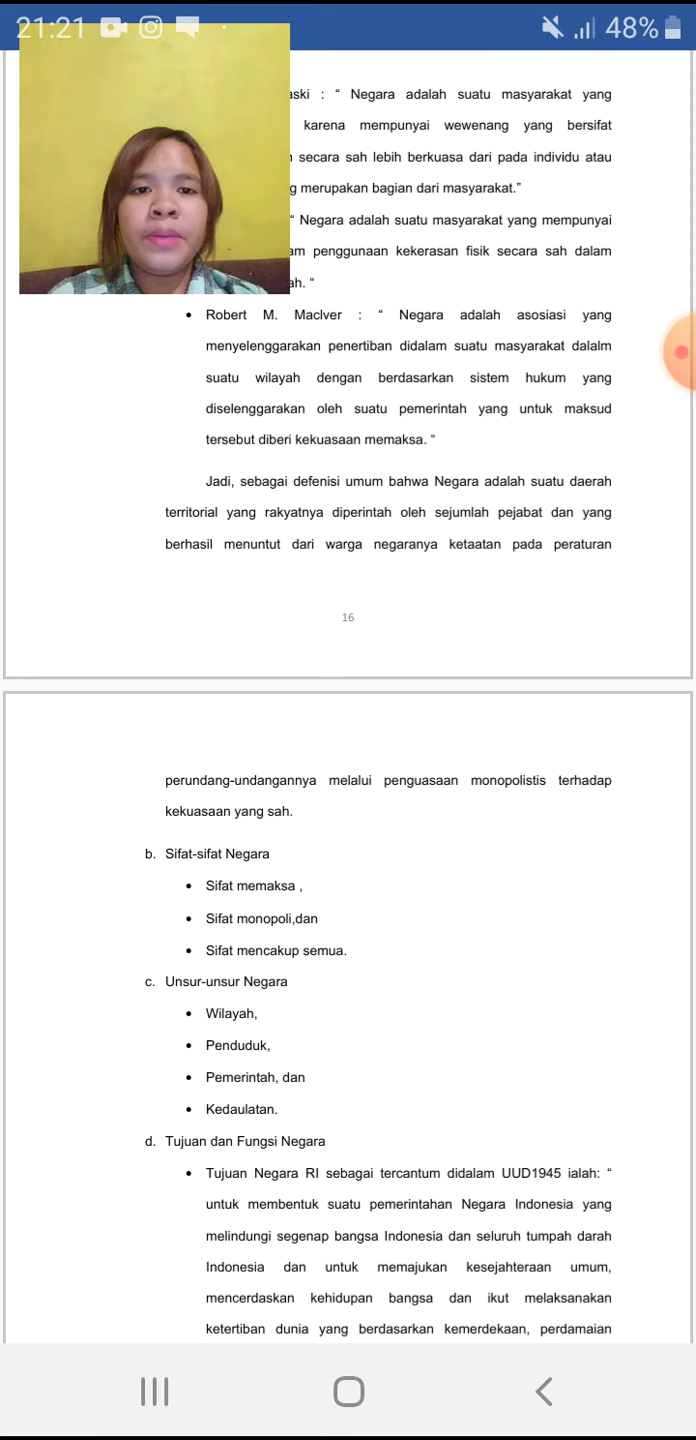 21:21
48%
aski : “ Negara adalah suatu masyarakat yang
karena mempunyai wewenang yang bersifat
secara sah lebih berkuasa dari pada individu atau
g merupakan bagian dari masyarakat.”
“ Negara adalah suatu masyarakat yang mempunyai
am penggunaan kekerasan fisik secara sah dalam
ah. “
• Robert M. MacIver : “ Negara adalah asosiasi yang
menyelenggarakan penertiban didalam suatu masyarakat dalalm
suatu wilayah dengan berdasarkan sistem hukum yang
diselenggarakan oleh suatu pemerintah yang untuk maksud
tersebut diberi kekuasaan memaksa. “
Jadi, sebagai defenisi umum bahwa Negara adalah suatu daerah
territorial yang rakyatnya diperintah oleh sejumlah pejabat dan yang
berhasil menuntut dari warga negaranya ketaatan pada peraturan
16
perundang-undangannya melalui penguasaan monopolistis terhadap
kekuasaan yang sah.
b. Sifat-sifat Negara
• Sifat memaksa ,
• Sifat monopoli,dan
• Sifat mencakup semua.
c. Unsur-unsur Negara
• Wilayah,
• Penduduk,
• Pemerintah, dan
• Kedaulatan.
d. Tujuan dan Fungsi Negara
• Tujuan Negara RI sebagai tercantum didalam UUD1945 ialah: “
untuk membentuk suatu pemerintahan Negara Indonesia yang
melindungi segenap bangsa Indonesia dan seluruh tumpah darah
Indonesia dan untuk memajukan kesejahteraan umum,
mencerdaskan kehidupan bangsa dan ikut melaksanakan
ketertiban dunia yang berdasarkan kemerdekaan, perdamaian